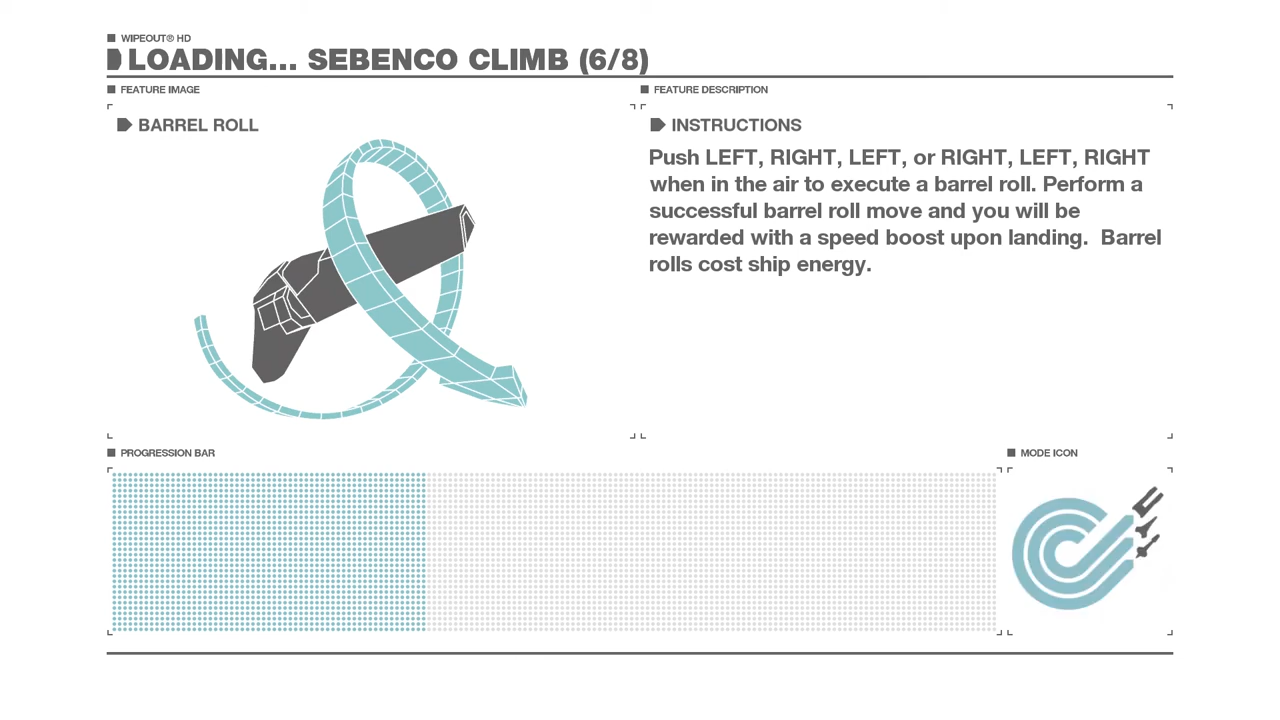 WIPEOUT® HD
LOADING... SEBENCO CLIMB (6/8)
FEATURE IMAGE
FEATURE DESCRIPTION
BARREL ROLL
INSTRUCTIONS
Push LEFT, RIGHT, LEFT, or RIGHT, LEFT, RIGHT
when in the air to execute a barrel roll. Perform a
successful barrel roll move and you will be
rewarded with a speed boost upon landing.  Barrel
rolls cost ship energy.
PROGRESSION BAR
MODE ICON